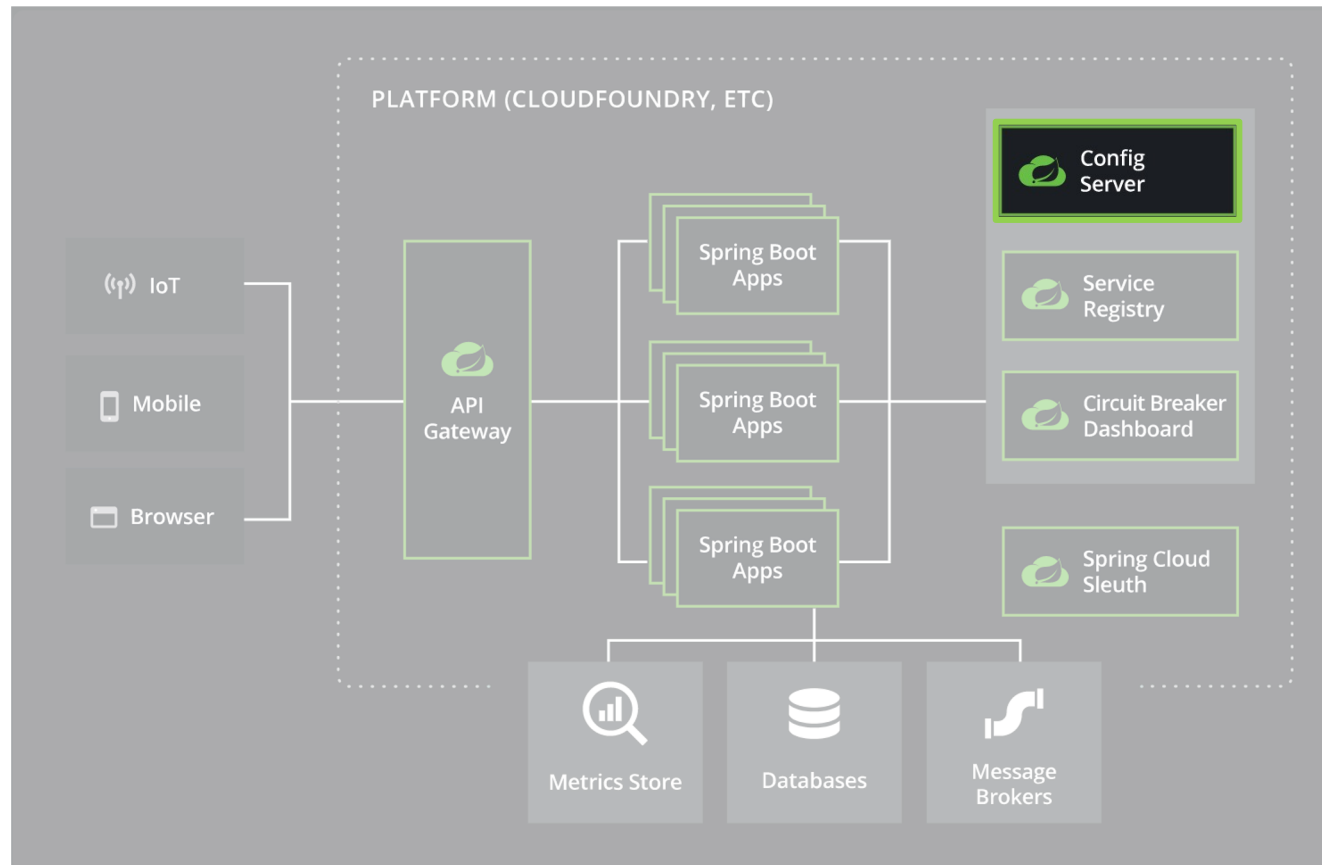 PLATFORM (CLOUDFOUNDRY, ETC)
IoT
Mobile
Browser
API
Gateway
Spring Boot
Apps
Spring Boot
Apps
Spring Boot
Apps
Config
Server
Service
Registry
Circuit Breaker
Dashboard
Spring Cloud
Sleuth
Metrics Store
Databases
Message
Brokers